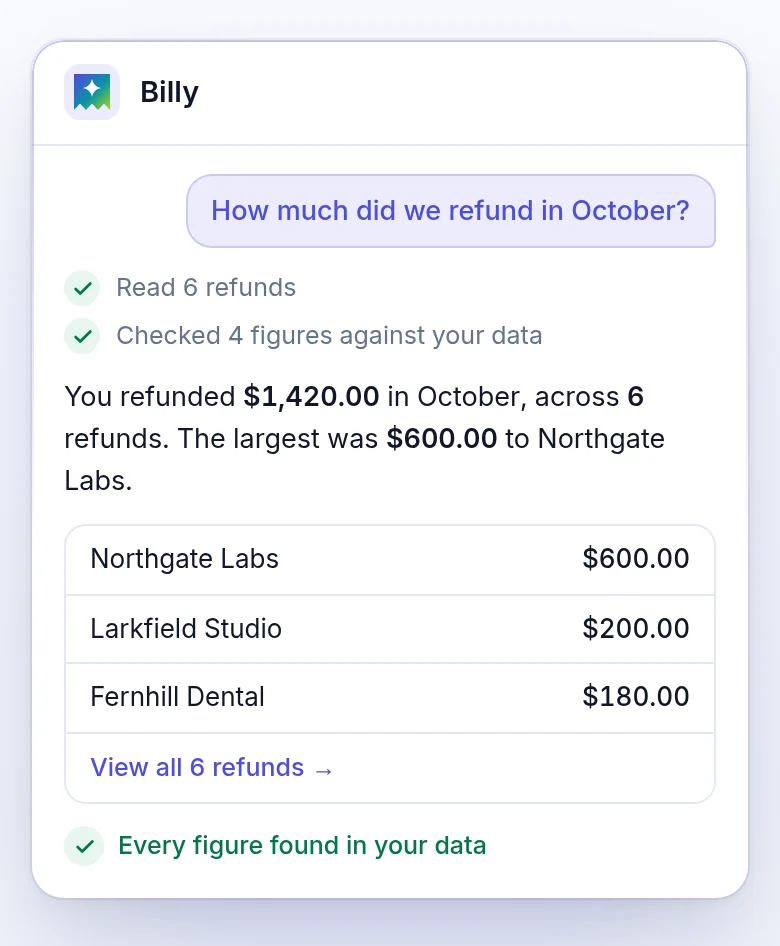 Billy
How much did we refund in October?
Read 6 refunds
Checked 4 figures against your data
You refunded $1,420.00 in October, across 6
refunds. The largest was $600.00 to Northgate
Labs.
Northgate Labs $600.00
Larkfield Studio $200.00
Fernhill Dental $180.00
View all 6 refunds →
Every figure found in your data